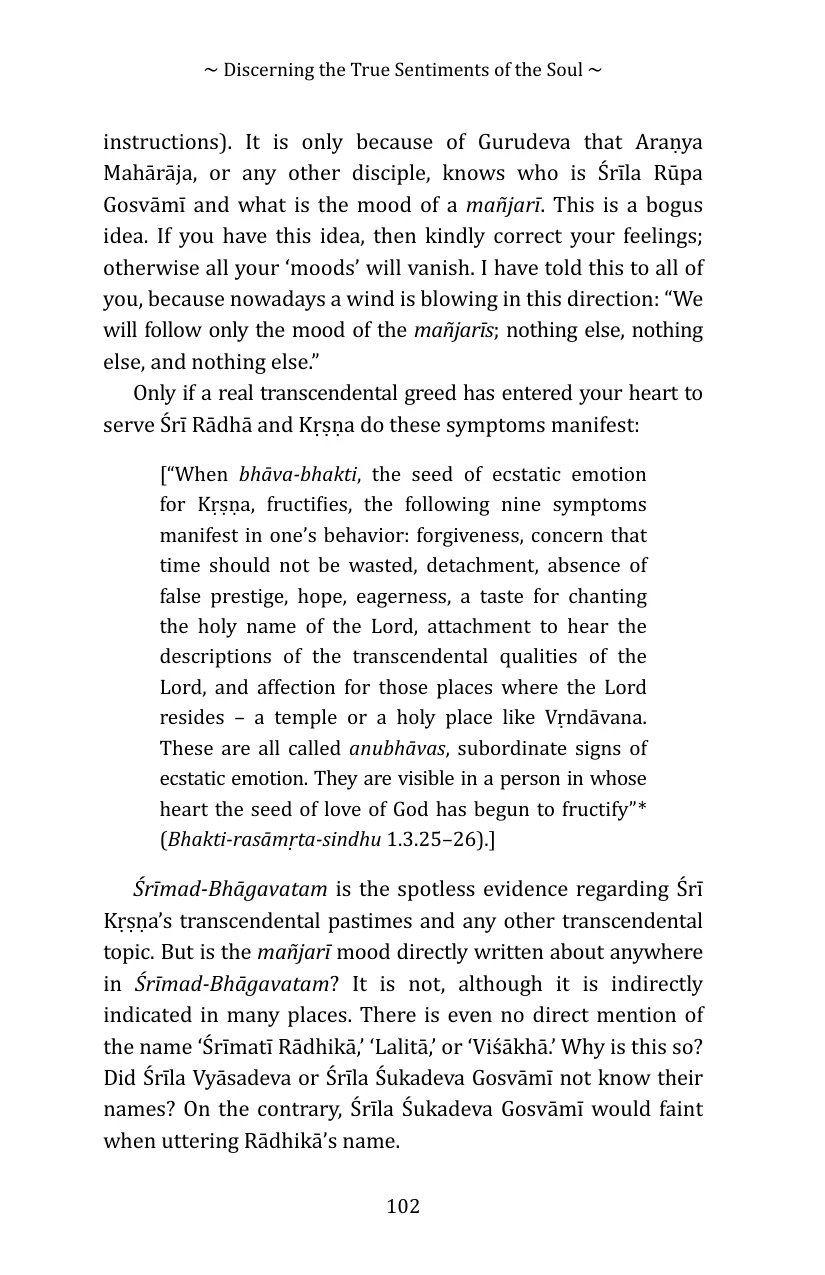 ~ Discerning the True Sentiments of the Soul ~
instructions). It is only because of Gurudeva that Araṇya
Mahārāja, or any other disciple, knows who is Śrīla Rūpa
Gosvāmī and what is the mood of a mañjarī. This is a bogus
idea. If you have this idea, then kindly correct your feelings;
otherwise all your ‘moods’ will vanish. I have told this to all of
you, because nowadays a wind is blowing in this direction: “We
will follow only the mood of the mañjarīs; nothing else, nothing
else, and nothing else.”
Only if a real transcendental greed has entered your heart to
serve Śrī Rādhā and Kṛṣṇa do these symptoms manifest:
[“When bhāva-bhakti, the seed of ecstatic emotion
for Kṛṣṇa, fructifies, the following nine symptoms
manifest in one’s behavior: forgiveness, concern that
time should not be wasted, detachment, absence of
false prestige, hope, eagerness, a taste for chanting
the holy name of the Lord, attachment to hear the
descriptions of the transcendental qualities of the
Lord, and affection for those places where the Lord
resides – a temple or a holy place like Vṛndāvana.
These are all called anubhāvas, subordinate signs of
ecstatic emotion. They are visible in a person in whose
heart the seed of love of God has begun to fructify”*
(Bhakti-rasāmṛta-sindhu 1.3.25–26).]
Śrīmad-Bhāgavatam is the spotless evidence regarding Śrī
Kṛṣṇa’s transcendental pastimes and any other transcendental
topic. But is the mañjarī mood directly written about anywhere
in Śrīmad-Bhāgavatam? It is not, although it is indirectly
indicated in many places. There is even no direct mention of
the name ‘Śrīmatī Rādhikā,’ ‘Lalitā,’ or ‘Viśākhā.’ Why is this so?
Did Śrīla Vyāsadeva or Śrīla Śukadeva Gosvāmī not know their
names? On the contrary, Śrīla Śukadeva Gosvāmī would faint
when uttering Rādhikā’s name.
102